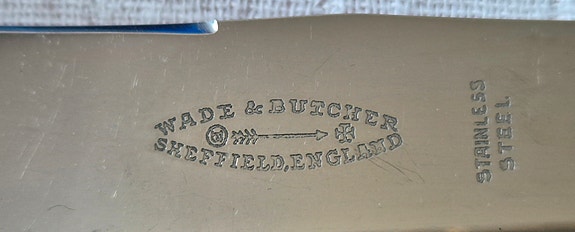 WADE & BUTCHER
SHEFFIELD, ENGLAND
STAINLESS
STEEL